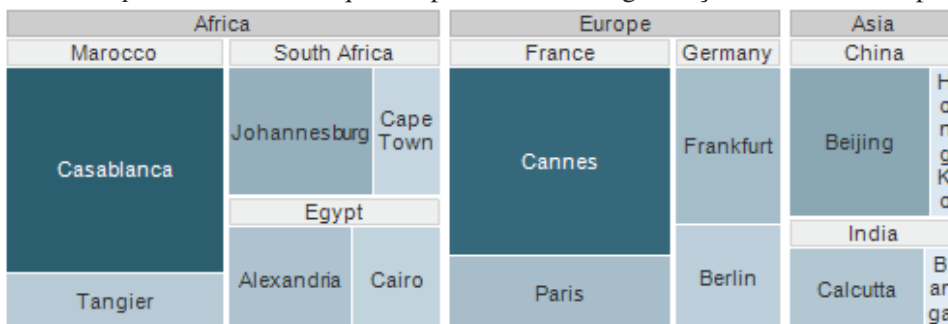 Africa
Europe
Asia
Marocco
South Africa
France
Germany
China
Casablanca
Johannesburg
Cape
Town
Cannes
Frankfurt
Beijing
Egypt
India
Tangier
Alexandria
Cairo
Paris
Berlin
Calcutta